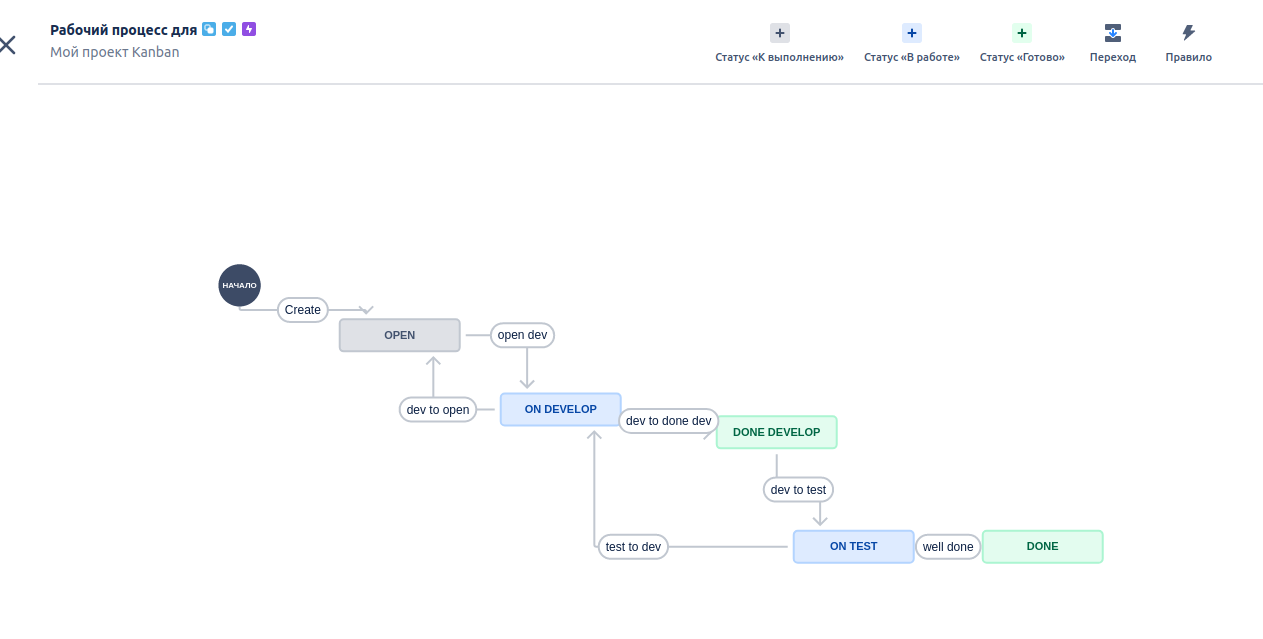 Рабочий процесс для
Мой проект Kanban
Статус «К выполнению»
Статус «В работе»
Статус «Готово»
Переход
Правило
НАЧАЛО
Create
OPEN
open dev
dev to open
ON DEVELOP
dev to done dev
DONE DEVELOP
dev to test
test to dev
ON TEST
well done
DONE